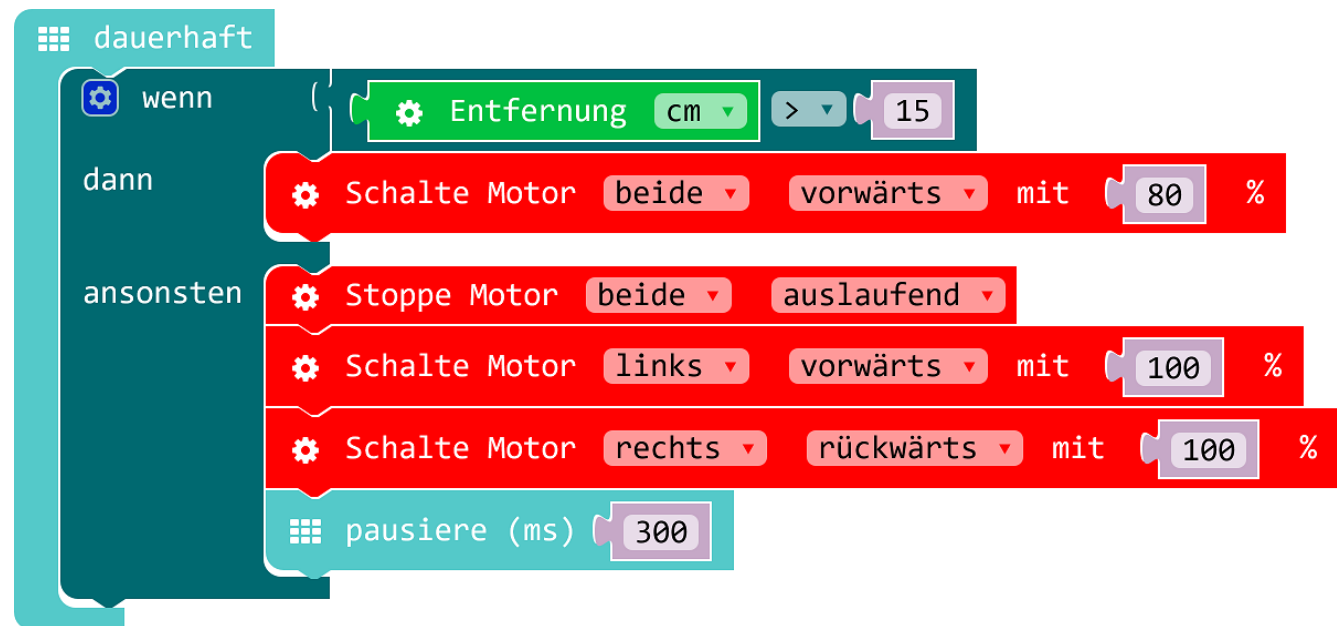 dauerhaft
wenn Entfernung cm > 15
dann Schalte Motor beide vorwärts mit 80 %
ansonsten Stoppe Motor beide auslaufend
Schalte Motor links vorwärts mit 100 %
Schalte Motor rechts rückwärts mit 100 %
pausiere (ms) 300